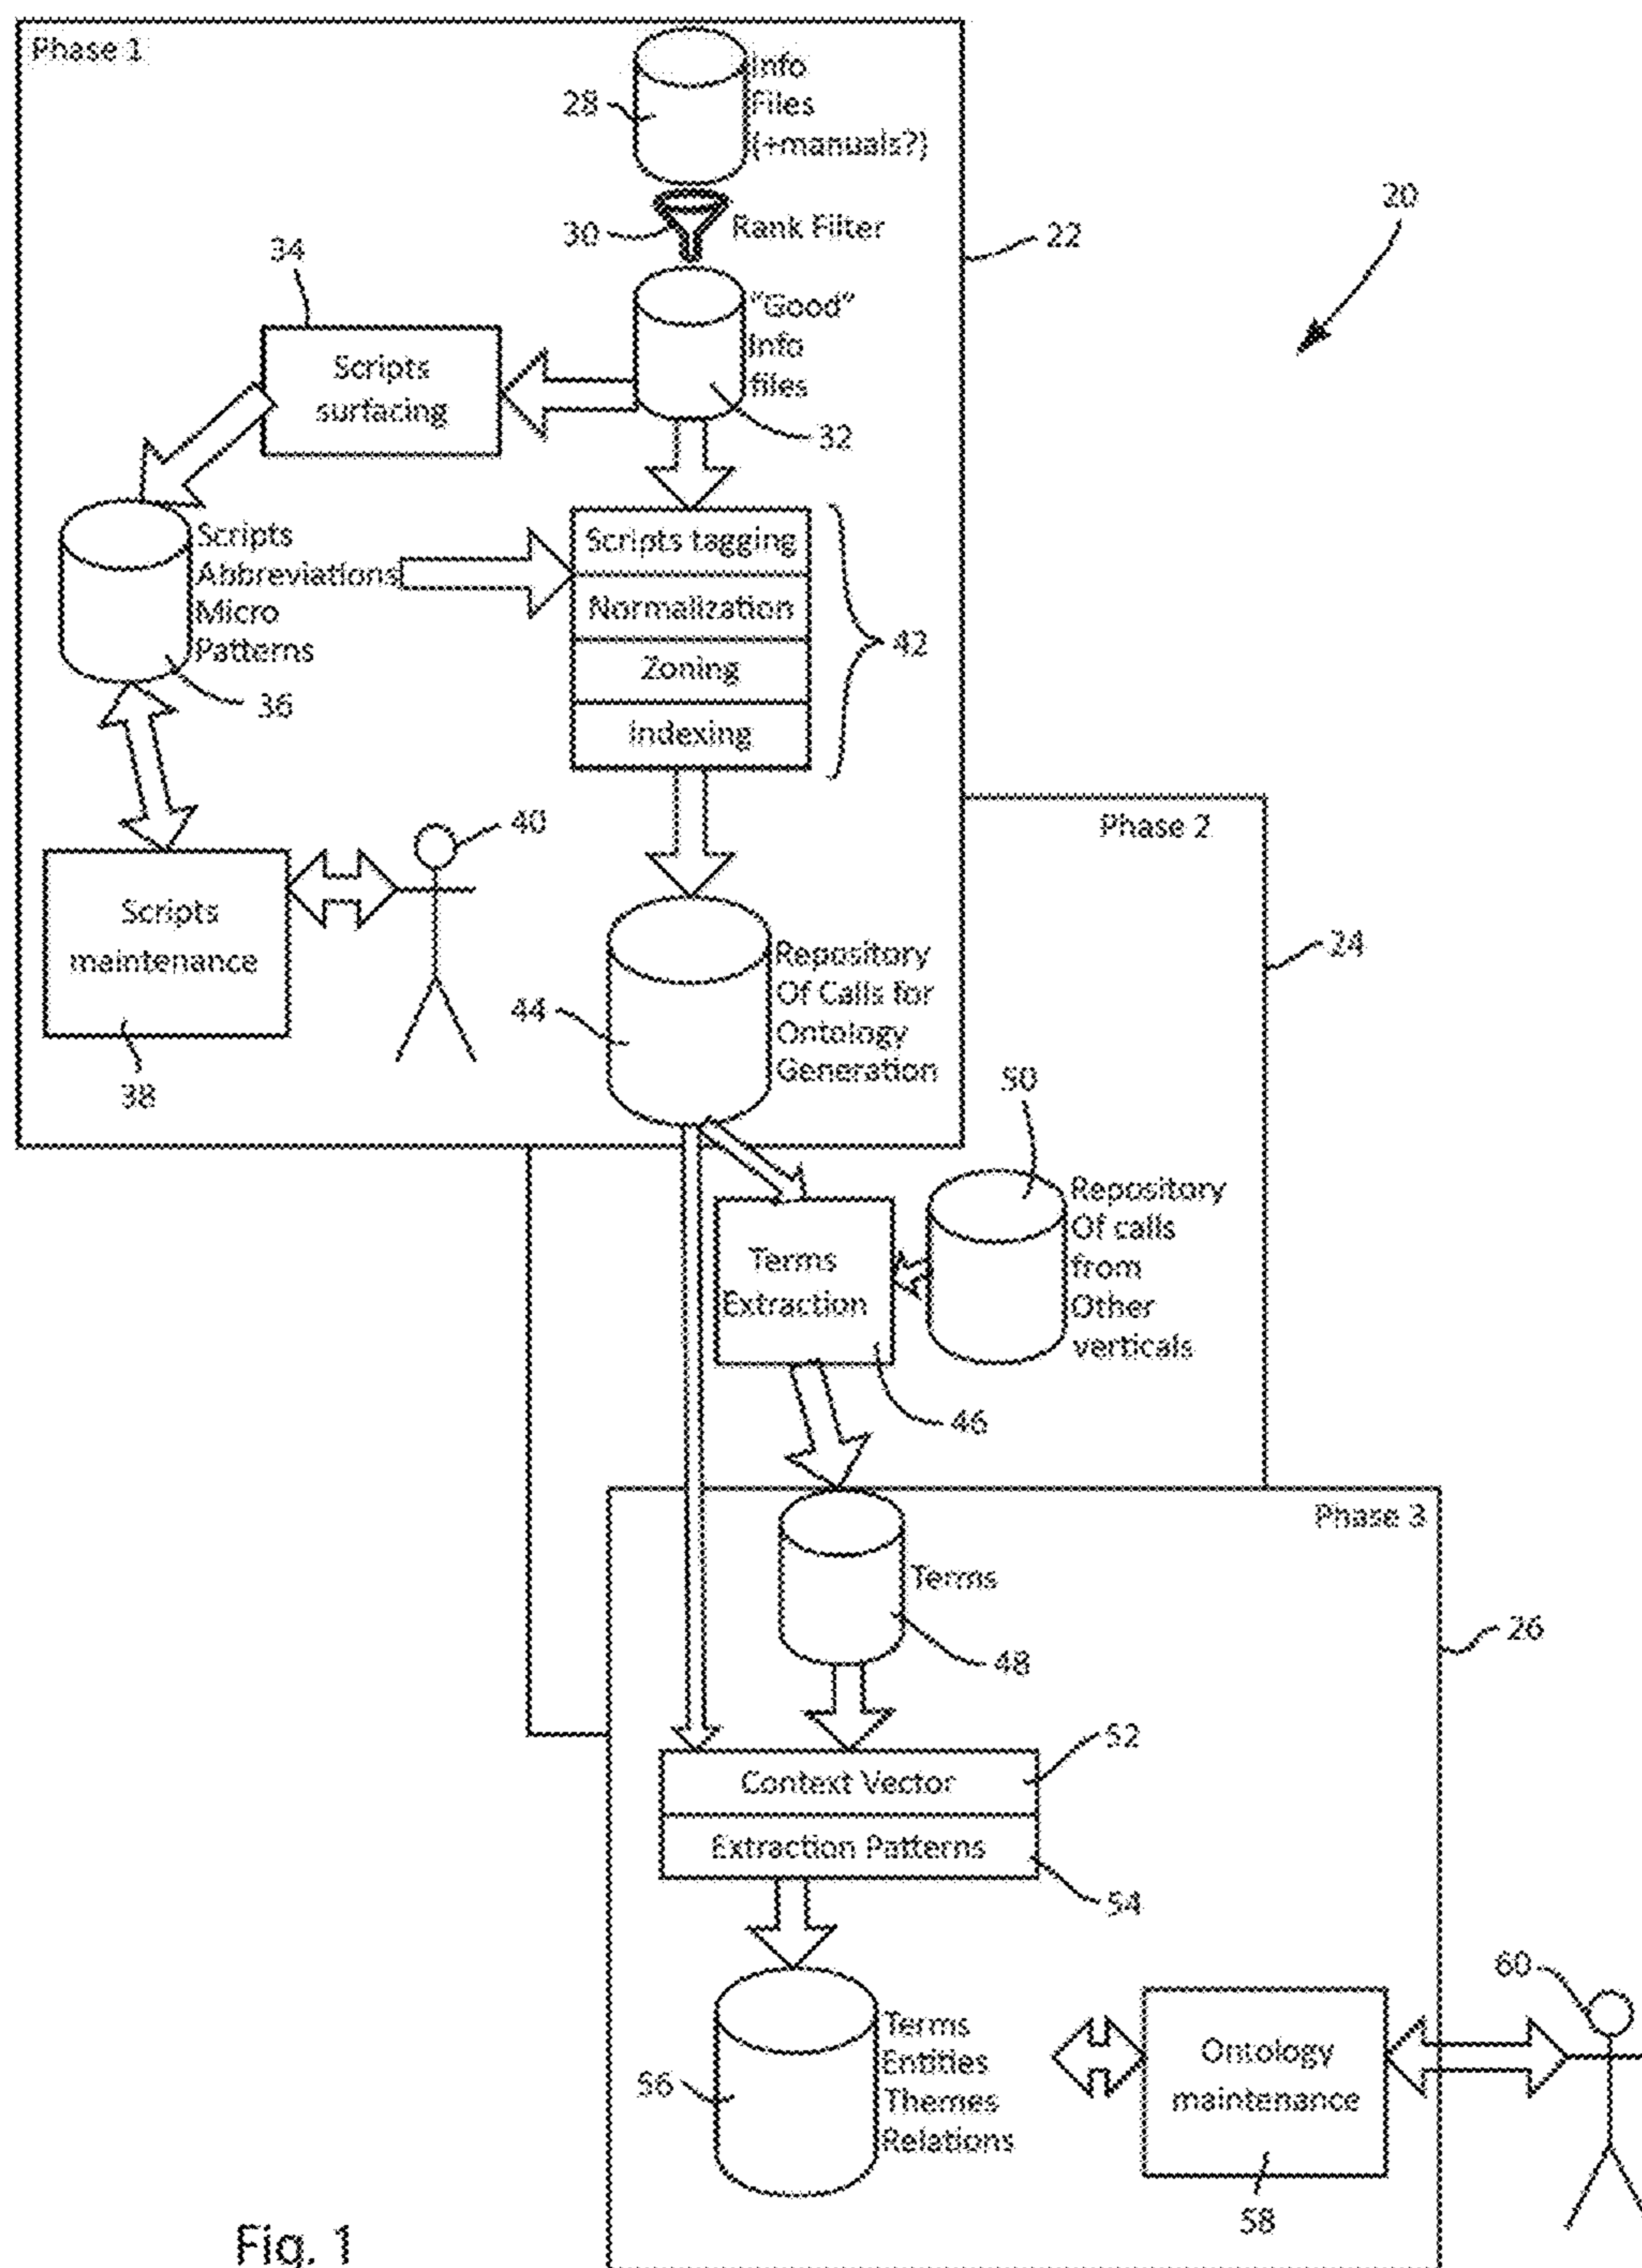 Phase 1
Info
Files
(+manuals?)
28
30
Rank Filter
20
22
34
"Good"
Info
files
Scripts
surfacing
32
Scripts
Abbreviations
Micro
Patterns
36
Scripts tagging
Normalization
Zoning
Indexing
42
40
Phase 2
Scripts
maintenance
38
24
44
Repository
Of Calls for
Ontology
Generation
50
Terms
Extraction
Repository
Of calls
from
Other
verticals
46
Phase 3
Terms
48
26
52
Context Vector
Extraction Patterns
54
60
56
Terms
Entities
Themes
Relations
Ontology
maintenance
58
Fig. 1